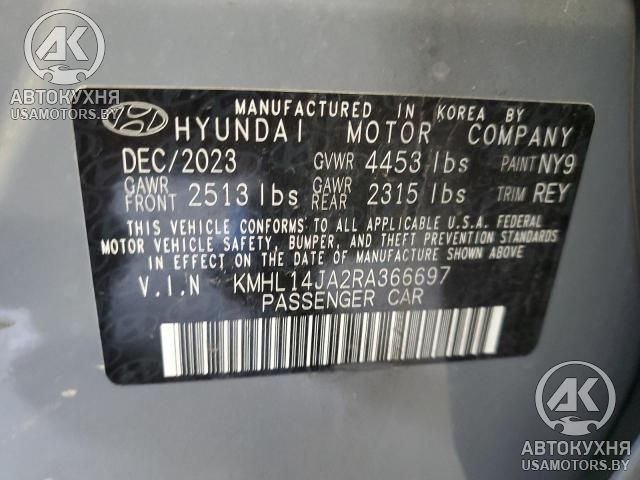 АВТОКУХНЯ
USAMOTORS.BY
MANUFACTURED IN KOREA BY
HYUNDAI MOTOR COMPANY
DEC/2023 GVWR 4453 lbs PAINT NY9
GAWR FRONT 2513 lbs GAWR REAR 2315 lbs TRIM REY
THIS VEHICLE CONFORMS TO ALL APPLICABLE U.S.A. FEDERAL
MOTOR VEHICLE SAFETY, BUMPER, AND THEFT PREVENTION STANDARDS
IN EFFECT ON THE DATE OF MANUFACTURE SHOWN ABOVE
V.I.N KMHL14JA2RA366697
PASSENGER CAR
АК
АВТОКУХНЯ
USAMOTORS.BY